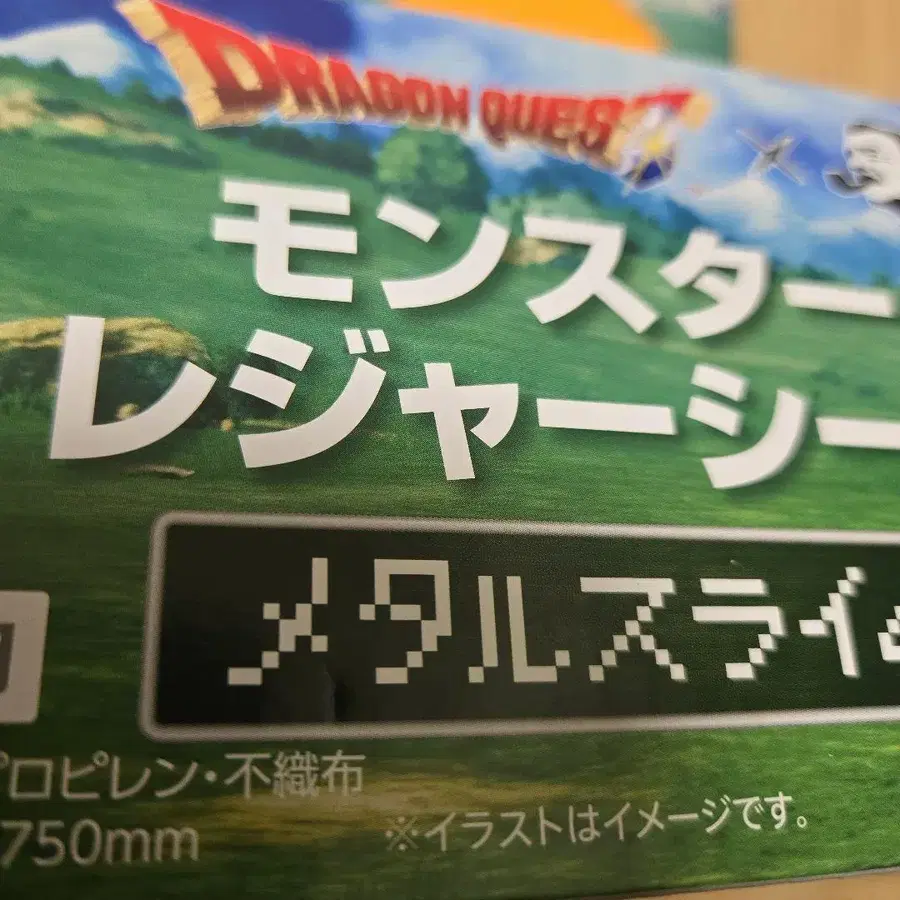 DRAGON QUEST ×
モンスター
レジャーシー
メタルスライ
プロピレン・不織布
750mm
※イラストはイメージです。